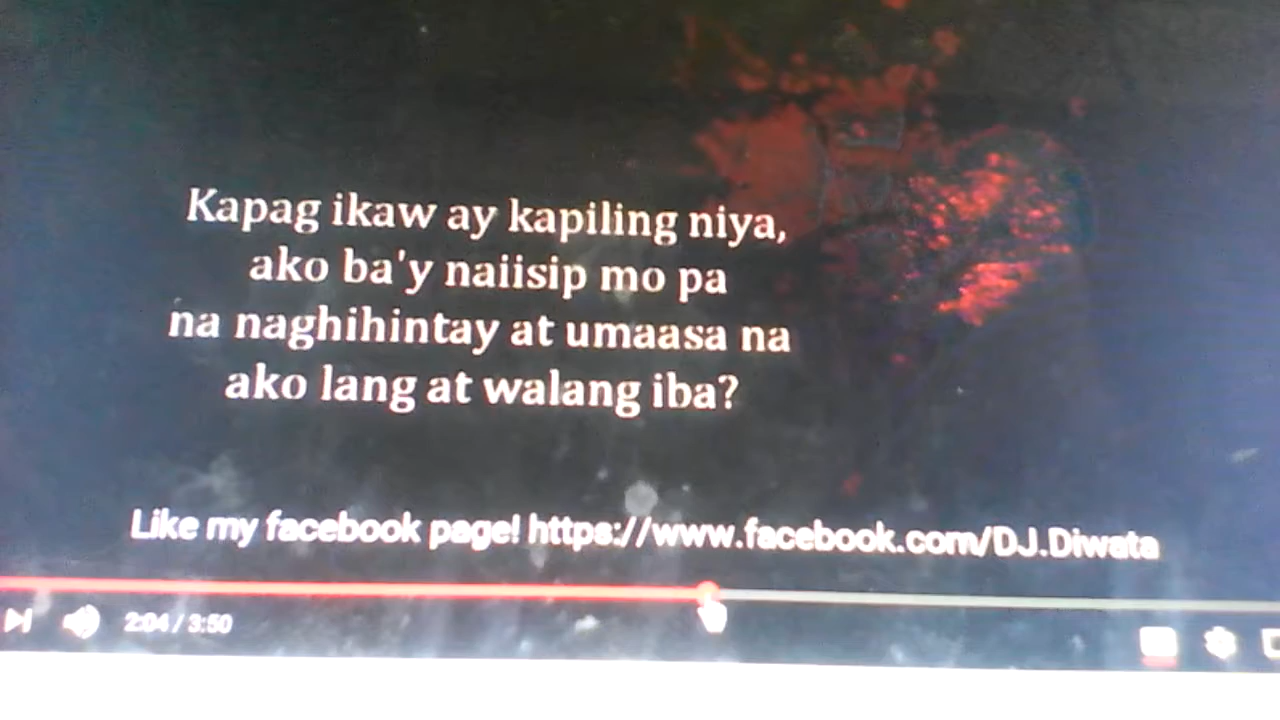 Kapag ikaw ay kapiling niya,
ako ba'y naiisip mo pa
na naghihintay at umaasa na
ako lang at walang iba?
Like my facebook page! https://www.facebook.com/DJ.Diwata
2:04 / 3:50